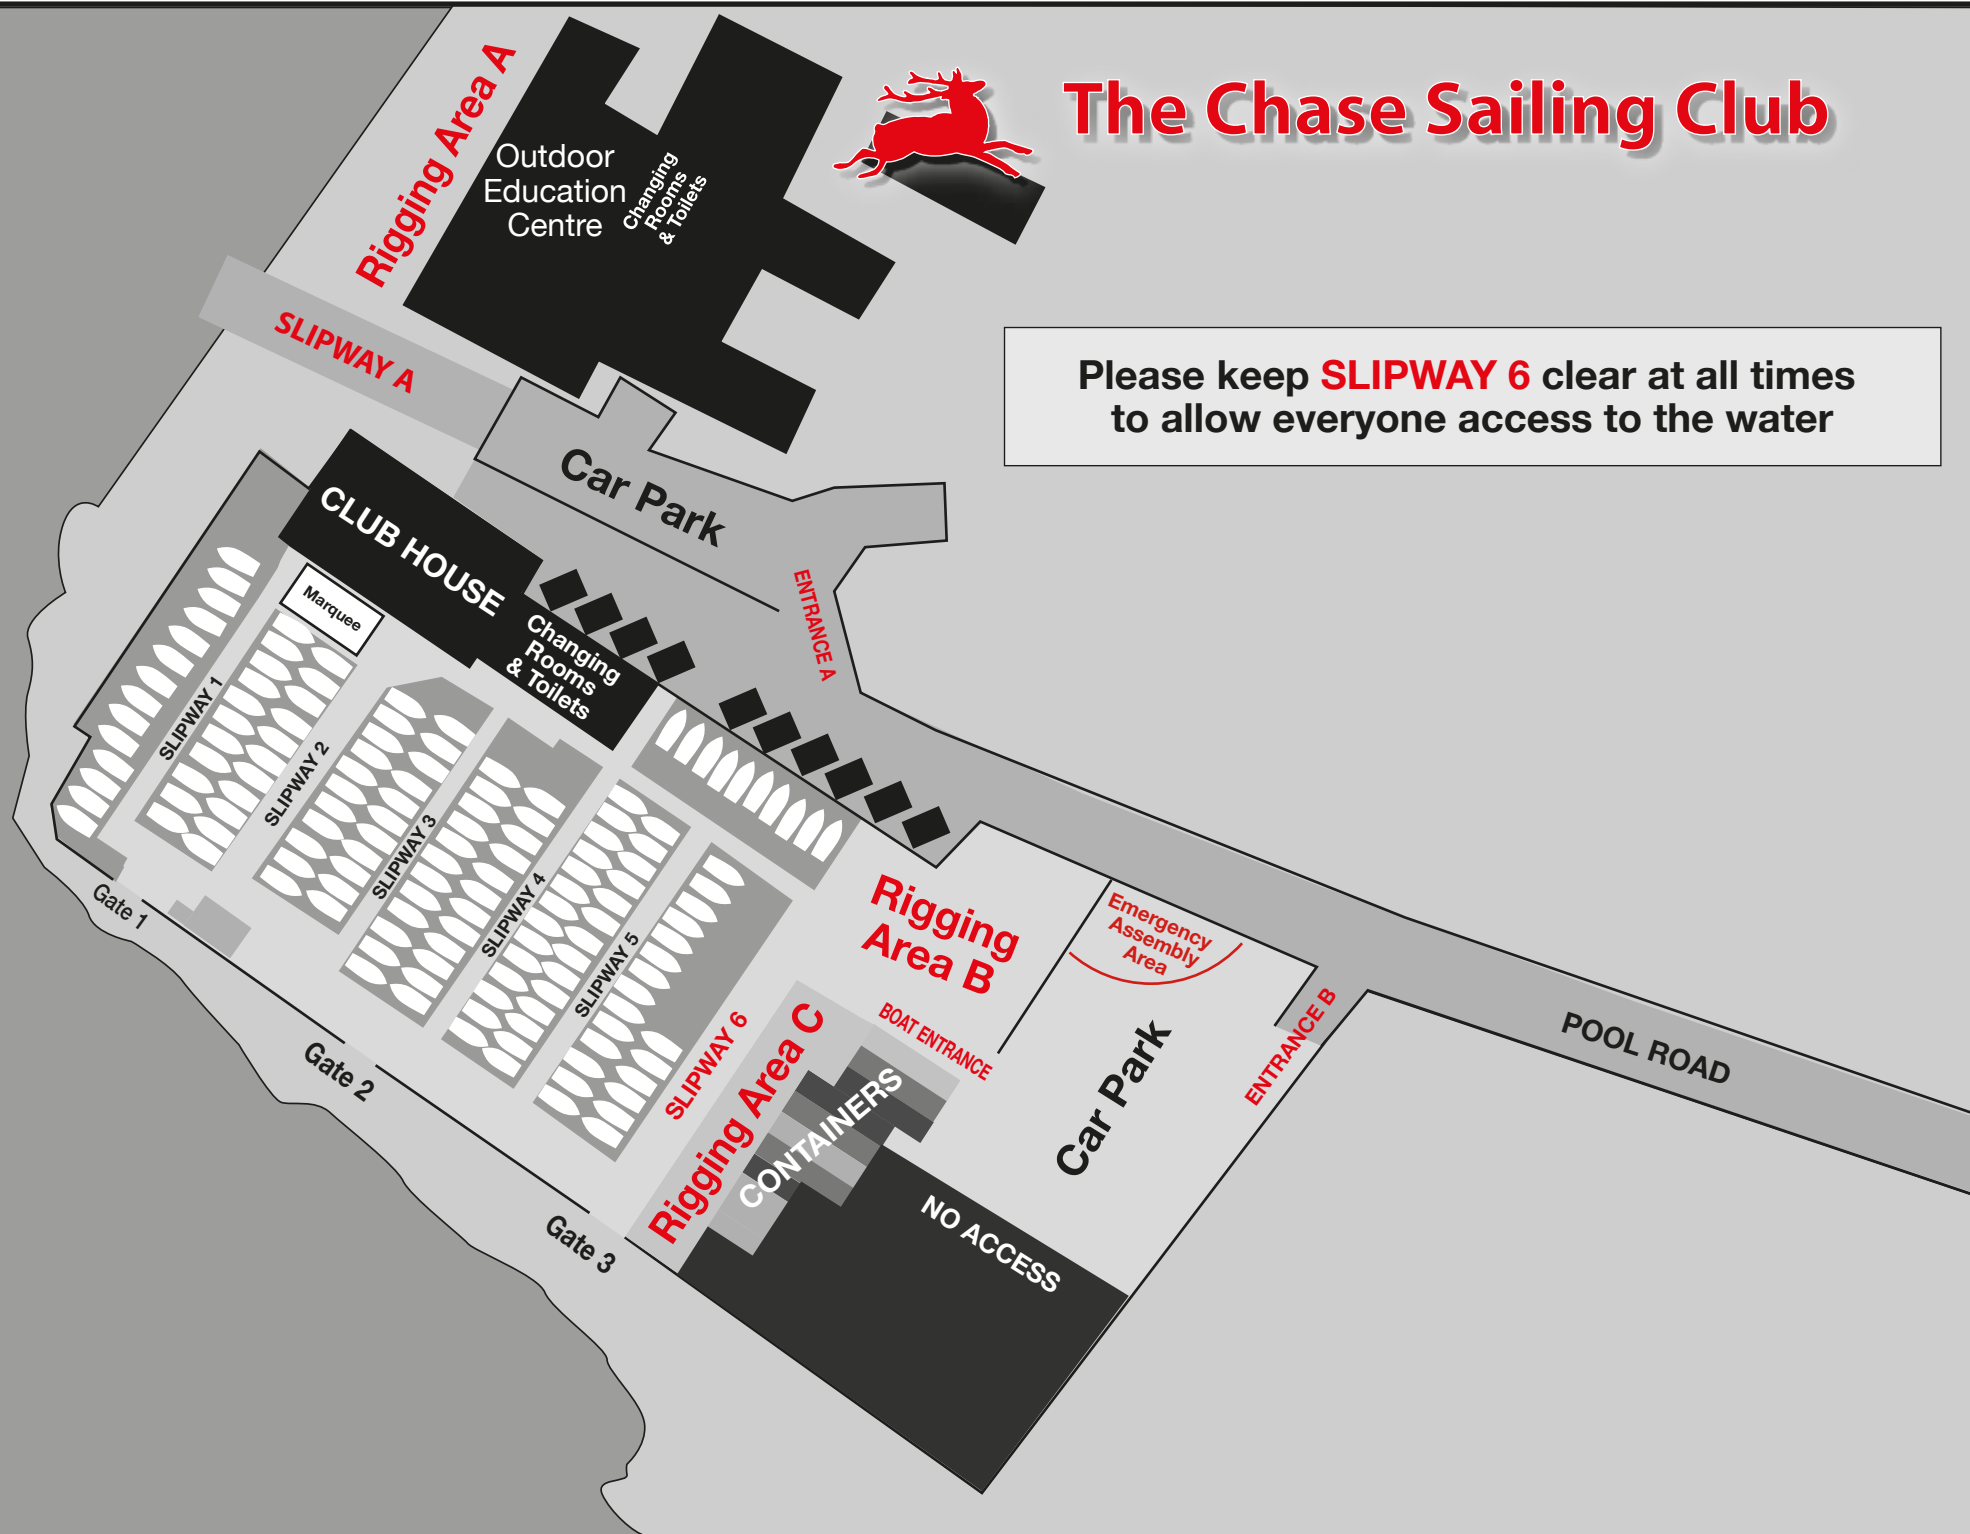 The Chase Sailing Club
Rigging Area A
Outdoor
Education
Centre
Changing
Rooms
& Toilets
SLIPWAY A
Please keep SLIPWAY 6 clear at all times
to allow everyone access to the water
Car Park
CLUB HOUSE
Marquee
Changing
Rooms
& Toilets
ENTRANCE A
SLIPWAY 1
SLIPWAY 2
SLIPWAY 3
SLIPWAY 4
SLIPWAY 5
SLIPWAY 6
Gate 1
Gate 2
Gate 3
Rigging
Area B
Emergency
Assembly
Area
BOAT ENTRANCE
Rigging Area C
CONTAINERS
Car Park
ENTRANCE B
POOL ROAD
NO ACCESS